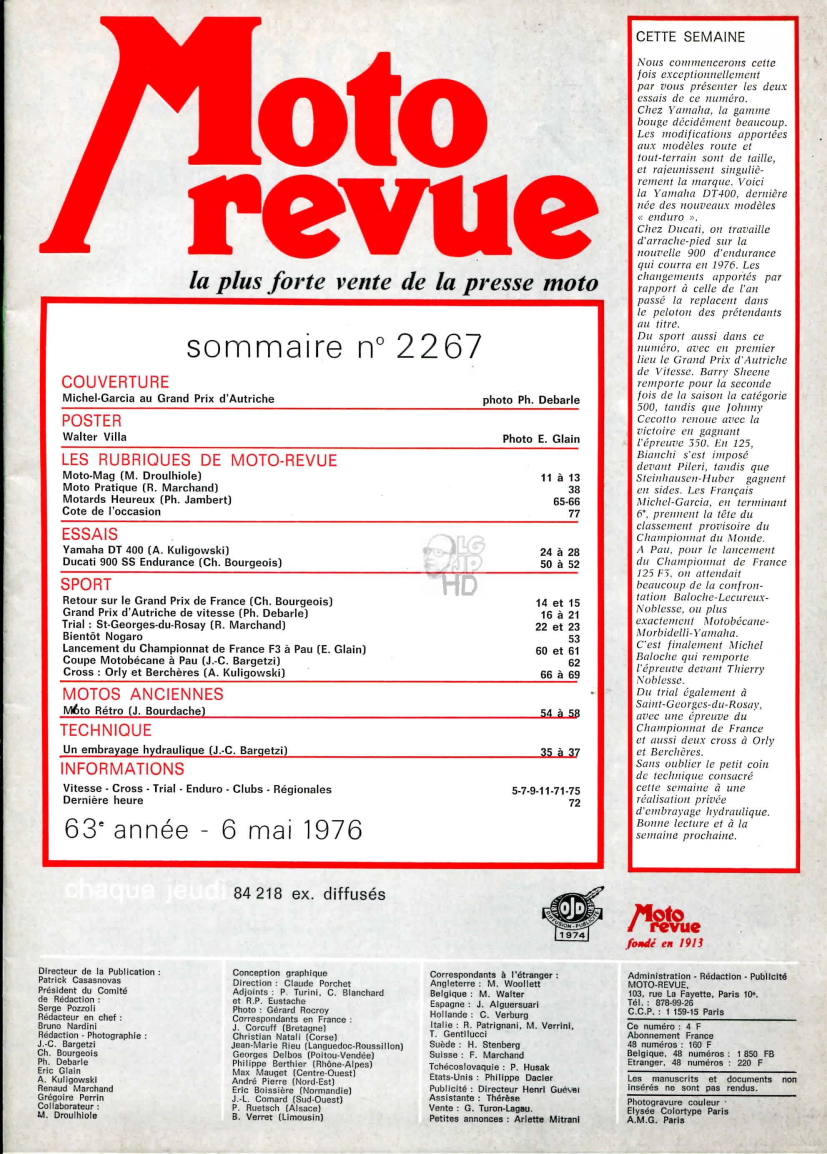 Moto
revue
la plus forte vente de la presse moto
sommaire n° 2267
COUVERTURE
Michel-Garcia au Grand Prix d'Autriche photo Ph. Debarle
POSTER
Walter Villa Photo E. Glain
LES RUBRIQUES DE MOTO-REVUE
Moto-Mag (M. Droulhiole) 11 à 13
Moto Pratique (R. Marchand) 38
Motards Heureux (Ph. Jambert) 65-66
Cote de l'occasion 77
ESSAIS
Yamaha DT 400 (A. Kuligowski) 24 à 28
Ducati 900 SS Endurance (Ch. Bourgeois) 50 à 52
SPORT
Retour sur le Grand Prix de France (Ch. Bourgeois) 14 et 15
Grand Prix d'Autriche de vitesse (Ph. Debarle) 16 à 21
Trial : St-Georges-du-Rosay (R. Marchand) 22 et 23
Bientôt Nogaro 53
Lancement du Championnat de France F3 à Pau (E. Glain) 60 et 61
Coupe Motobécane à Pau (J.-C. Bargetzi) 62
Cross : Orly et Berchères (A. Kuligowski) 66 à 69
MOTOS ANCIENNES
Moto Rétro (J. Bourdache) 54 à 58
TECHNIQUE
Un embrayage hydraulique (J.-C. Bargetzi) 35 à 37
INFORMATIONS
Vitesse - Cross - Trial - Enduro - Clubs - Régionales 5-7-9-11-71-75
Dernière heure 72
63e année - 6 mai 1976
LG
JP
HD
CETTE SEMAINE
Nous commencerons cette
fois exceptionnellement
par vous présenter les deux
essais de ce numéro.
Chez Yamaha, la gamme
bouge décidément beaucoup.
Les modifications apportées
aux modèles route et
tout-terrain sont de taille,
et rajeunissent singuliè-
rement la marque. Voici
la Yamaha DT400, dernière
née des nouveaux modèles
« enduro ».
Chez Ducati, on travaille
d'arrache-pied sur la
nouvelle 900 d'endurance
qui courra en 1976. Les
changements apportés par
rapport à celle de l'an
passé la replacent dans
le peloton des prétendants
au titre.
Du sport aussi dans ce
numéro, avec en premier
lieu le Grand Prix d'Autriche
de Vitesse. Barry Sheene
remporte pour la seconde
fois de la saison la catégorie
500, tandis que Johnny
Cecotto renoue avec la
victoire en gagnant
l'épreuve 350. En 125,
Bianchi s'est imposé
devant Pileri, tandis que
Steinhausen-Huber gagnent
en sides. Les Français
Michel-Garcia, en terminant
6e, prennent la tête du
classement provisoire du
Championnat du Monde.
A Pau, pour le lancement
du Championnat de France
125 F3, on attendait
beaucoup de la confron-
tation Baloche-Lecureux-
Noblesse, ou plus
exactement Motobécane-
Morbidelli-Yamaha.
C'est finalement Michel
Baloche qui remporte
l'épreuve devant Thierry
Noblesse.
Du trial également à
Saint-Georges-du-Rosay,
avec une épreuve du
Championnat de France
et aussi deux cross à Orly
et Berchères.
Sans oublier le petit coin
de technique consacré
cette semaine à une
réalisation privée
d'embrayage hydraulique.
Bonne lecture et à la
semaine prochaine.
chaque jeudi 84 218 ex. diffusés
OJD
DIFFUSION - PUBLICITÉ
1974
Moto
revue
fondé en 1913
Directeur de la Publication :
Patrick Casasnovas
Président du Comité
de Rédaction :
Serge Pozzoli
Rédacteur en chef :
Bruno Nardini
Rédaction - Photographie :
J.-C. Bargetzi
Ch. Bourgeois
Ph. Debarle
Eric Glain
A. Kuligowski
Renaud Marchand
Grégoire Perrin
Collaborateur :
M. Droulhiole
Conception graphique
Direction : Claude Porchet
Adjoints : P. Turini, C. Blanchard
et R.P. Eustache
Photo : Gérard Rocroy
Correspondants en France :
J. Corcuff (Bretagne)
Christian Natali (Corse)
Jean-Marie Rieu (Languedoc-Roussillon)
Georges Delbos (Poitou-Vendée)
Philippe Berthier (Rhône-Alpes)
Max Mauget (Centre-Ouest)
André Pierre (Nord-Est)
Eric Boissière (Normandie)
J.-L. Comard (Sud-Ouest)
P. Ruetsch (Alsace)
B. Verret (Limousin)
Correspondants à l'étranger :
Angleterre : M. Woollett
Belgique : M. Walter
Espagne : J. Alguersuari
Hollande : C. Verburg
Italie : R. Patrignani, M. Verrini,
T. Gentilucci
Suède : H. Stenberg
Suisse : F. Marchand
Tchécoslovaquie : P. Husak
Etats-Unis : Philippe Dacier
Publicité : Directeur Henri Guével
Assistante : Thérèse
Vente : G. Turon-Lagau.
Petites annonces : Arlette Mitrani
Administration - Rédaction - Publicité
MOTO-REVUE,
103, rue La Fayette, Paris 10e.
Tél. : 878-99-26
C.C.P. : 1 159-15 Paris
Ce numéro : 4 F
Abonnement France
48 numéros : 160 F
Belgique, 48 numéros : 1 850 FB
Etranger, 48 numéros : 220 F
Les manuscrits et documents non
insérés ne sont pas rendus.
Photogravure couleur :
Elysée Colortype Paris
A.M.G. Paris